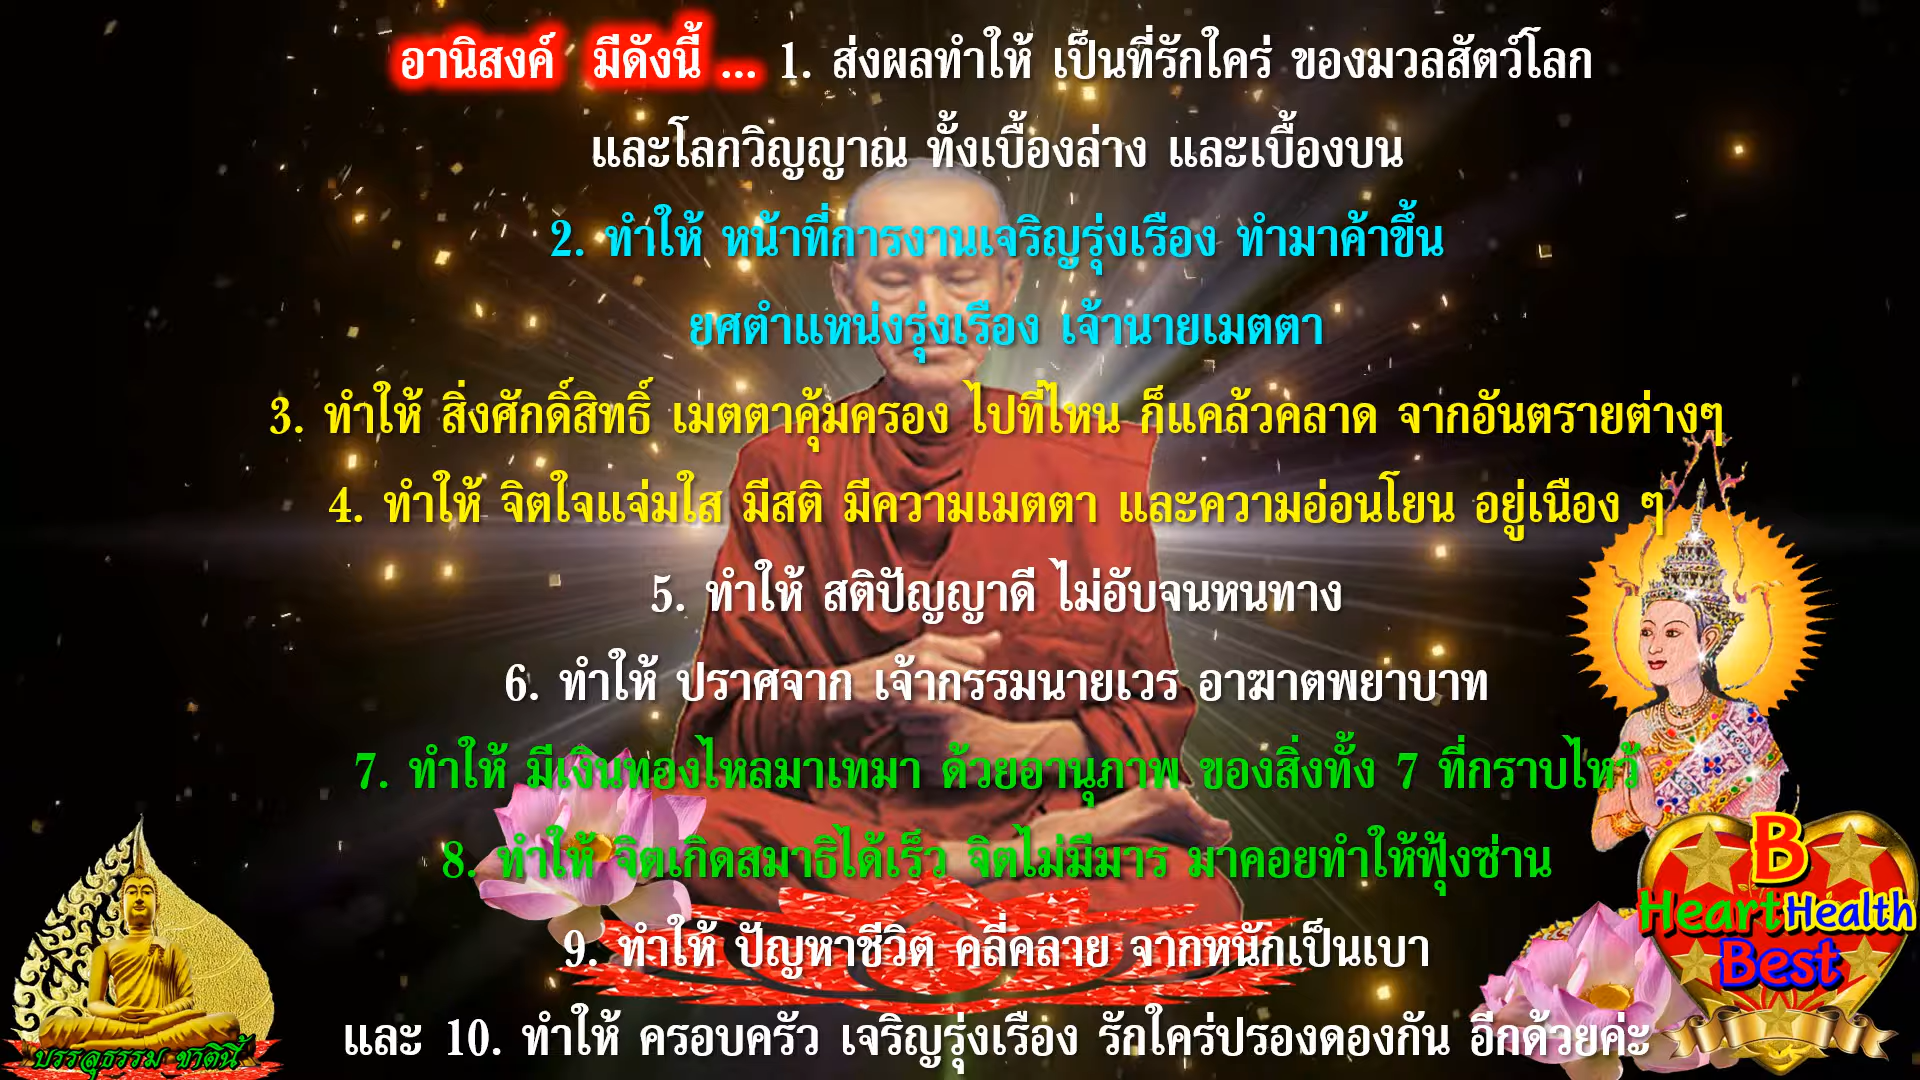 อานิสงค์ มีดังนี้ ... 1. ส่งผลทำให้ เป็นที่รักใคร่ ของมวลสัตว์โลก
และโลกวิญญาณ ทั้งเบื้องล่าง และเบื้องบน
2. ทำให้ หน้าที่การงานเจริญรุ่งเรือง ทำมาค้าขึ้น
ยศตำแหน่งรุ่งเรือง เจ้านายเมตตา
3. ทำให้ สิ่งศักดิ์สิทธิ์ เมตตาคุ้มครอง ไปที่ไหน ก็แคล้วคลาด จากอันตรายต่างๆ
4. ทำให้ จิตใจแจ่มใส มีสติ มีความเมตตา และความอ่อนโยน อยู่เนือง ๆ
5. ทำให้ สติปัญญาดี ไม่อับจนหนทาง
6. ทำให้ ปราศจาก เจ้ากรรมนายเวร อาฆาตพยาบาท
7. ทำให้ มีเงินทองไหลมาเทมา ด้วยอานุภาพ ของสิ่งทั้ง 7 ที่กราบไหว้
8. ทำให้ จิตเกิดสมาธิได้เร็ว จิตไม่มีมาร มาคอยทำให้ฟุ้งซ่าน
9. ทำให้ ปัญหาชีวิต คลี่คลาย จากหนักเป็นเบา
และ 10. ทำให้ ครอบครัว เจริญรุ่งเรือง รักใคร่ปรองดองกัน อีกด้วยค่ะ
บรรลุธรรม ชาตินี้
B
Heart Health
Best